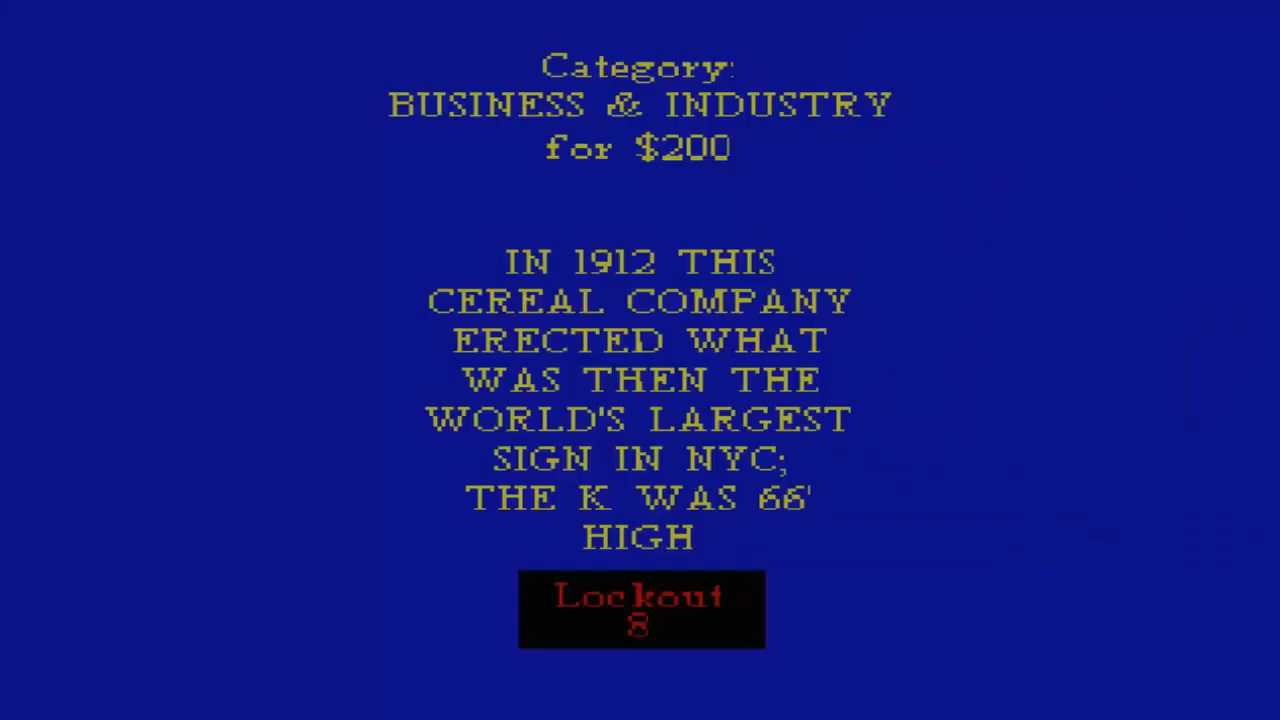 Category:
BUSINESS & INDUSTRY
for $200
IN 1912 THIS
CEREAL COMPANY
ERECTED WHAT
WAS THEN THE
WORLD'S LARGEST
SIGN IN NYC;
THE K WAS 66'
HIGH
Lockout
8